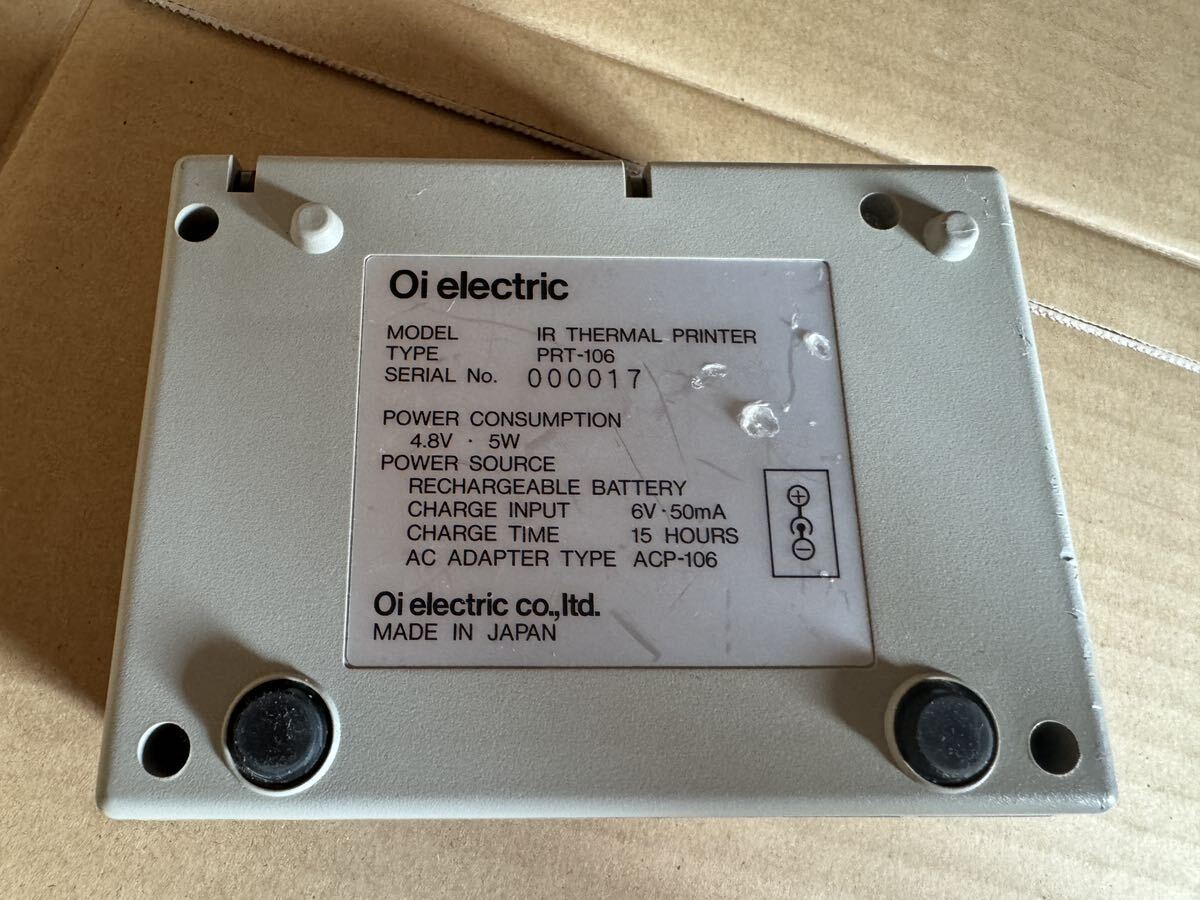 Oi electric
MODEL IR THERMAL PRINTER
TYPE PRT-106
SERIAL No. 000017
POWER CONSUMPTION
4.8V · 5W
POWER SOURCE
RECHARGEABLE BATTERY
CHARGE INPUT 6V·50mA
CHARGE TIME 15 HOURS
AC ADAPTER TYPE ACP-106
Oi electric co.,ltd.
MADE IN JAPAN